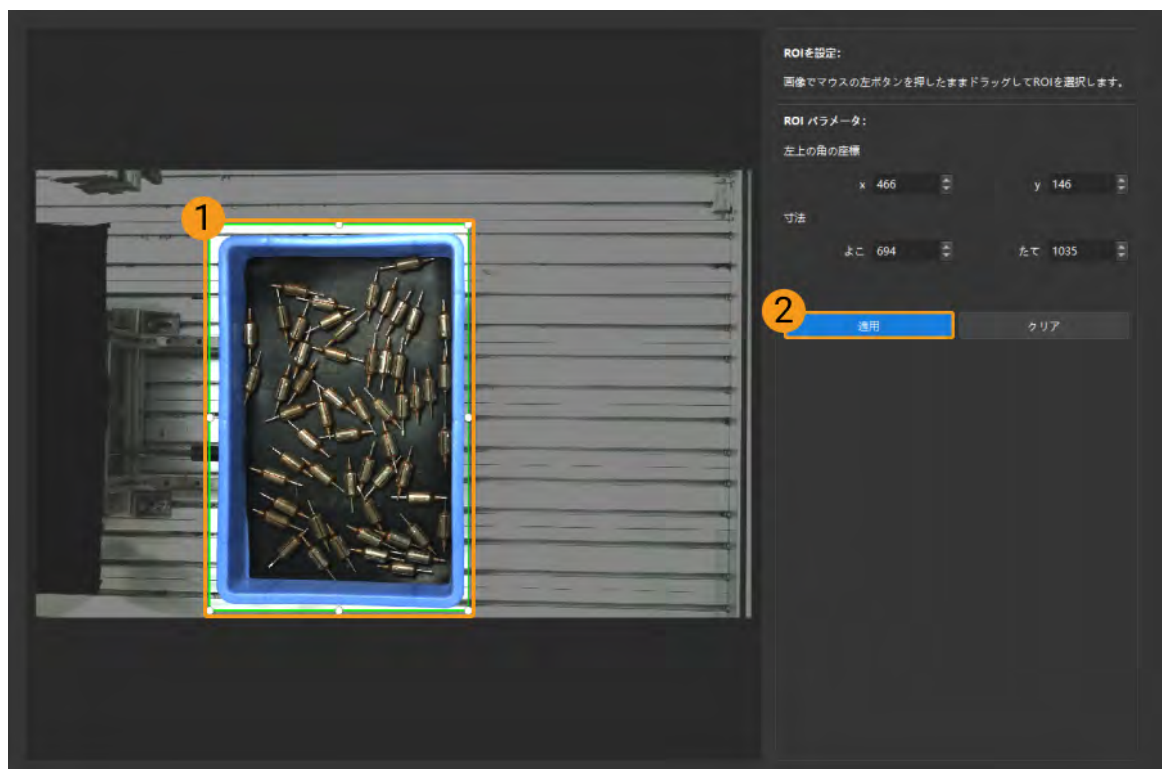 ROIを設定:
画像でマウスの左ボタンを押したままドラッグしてROIを選択します。
ROI パラメータ:
左上の角の座標
x 466 y 146
寸法
よこ 694 たて 1035
1
2
適用 クリア